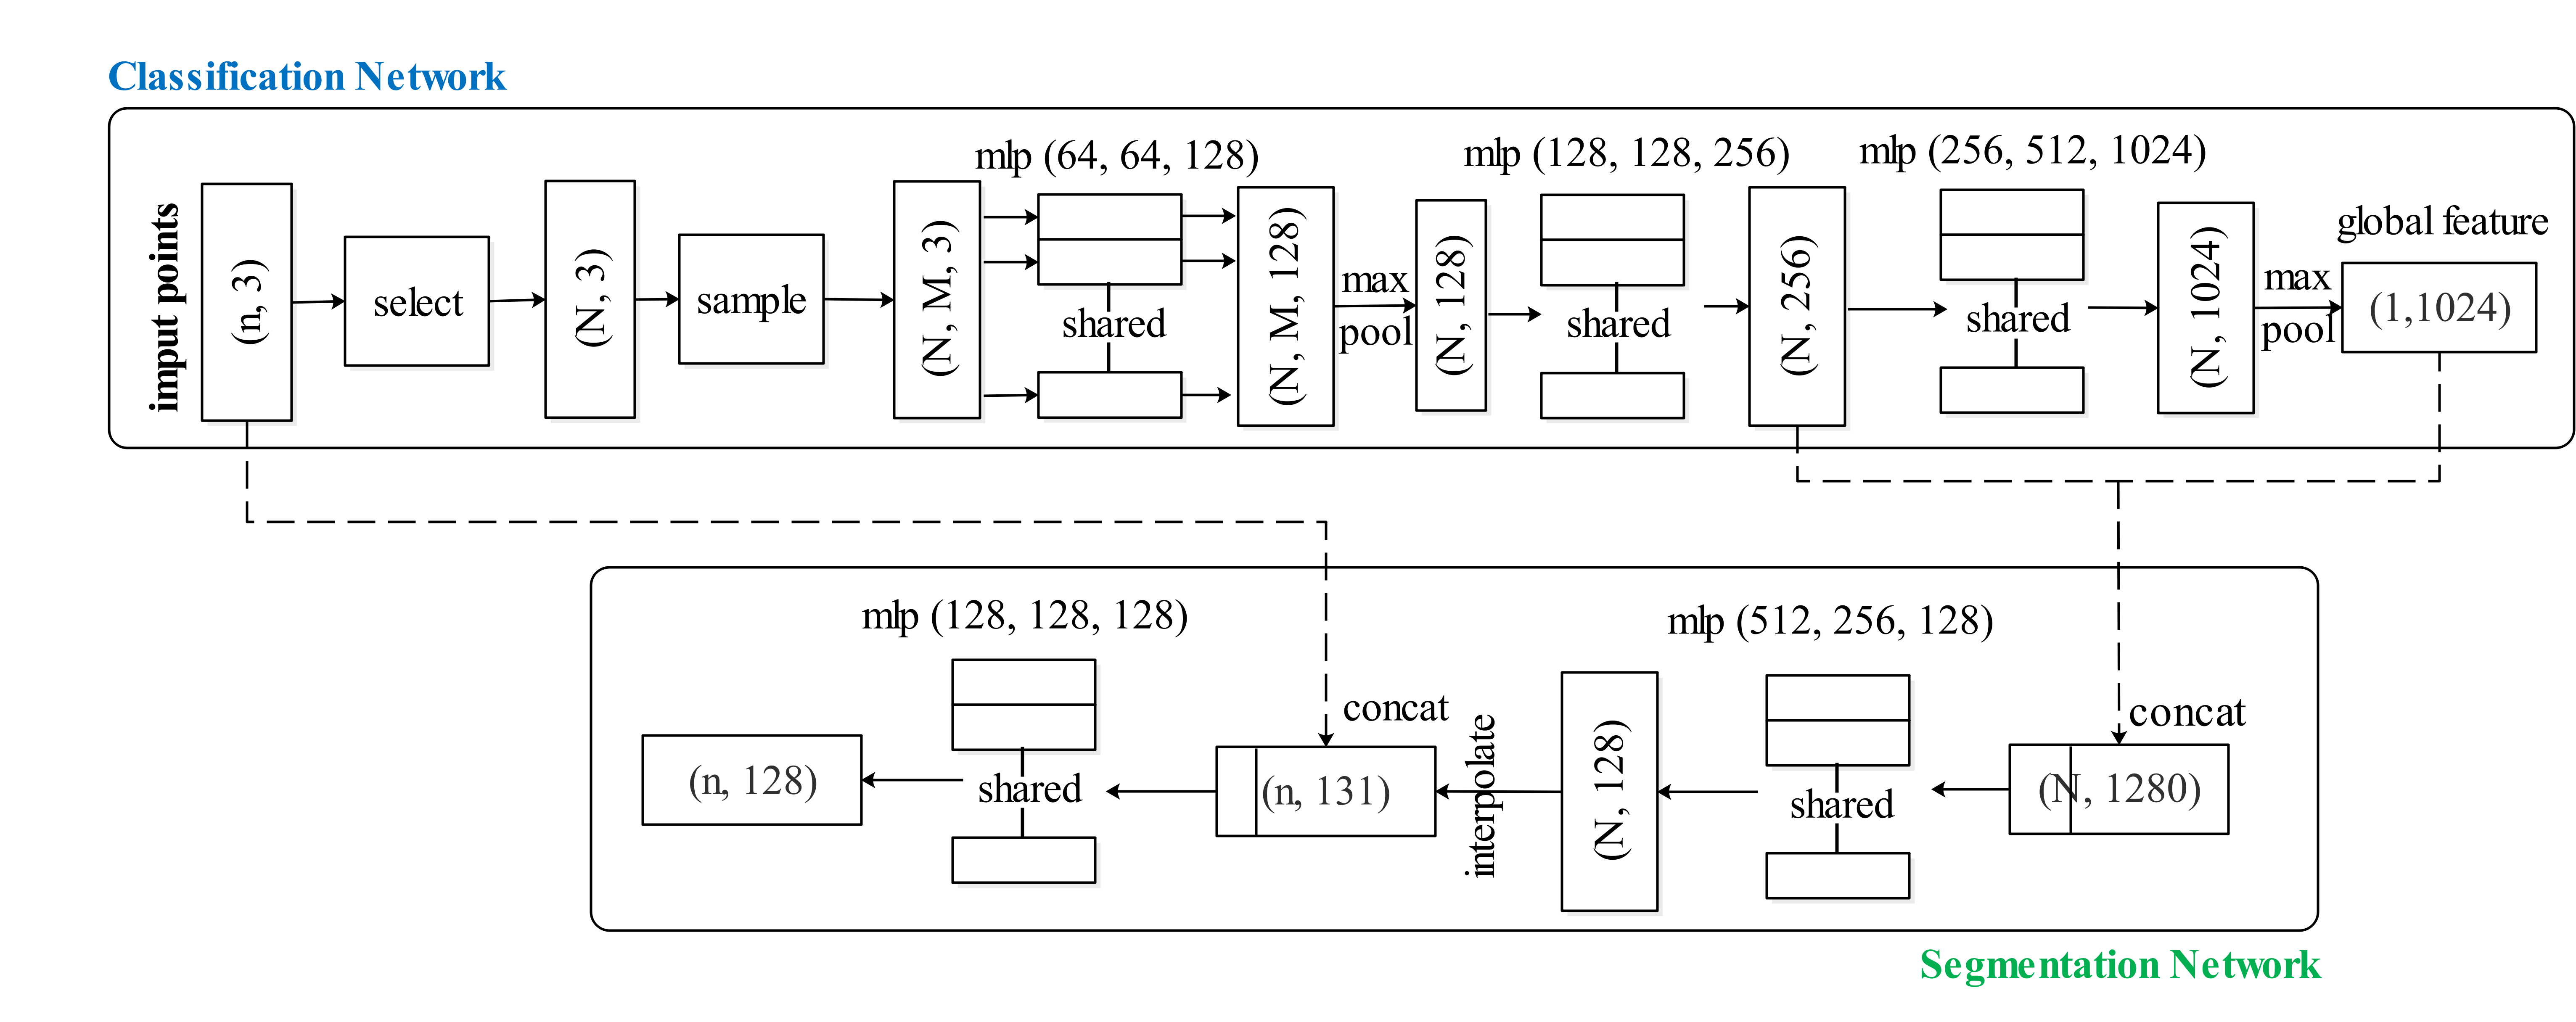 Classification Network
imput points
(n, 3)
select
(N, 3)
sample
(N, M, 3)
mlp (64, 64, 128)
shared
(N, M, 128)
max
pool
(N, 128)
mlp (128, 128, 256)
shared
(N, 256)
mlp (256, 512, 1024)
shared
(N, 1024)
max
pool
global feature
(1,1024)
concat
(N, 1280)
mlp (512, 256, 128)
shared
(N, 128)
interpolate
concat
(n, 131)
mlp (128, 128, 128)
shared
(n, 128)
Segmentation Network